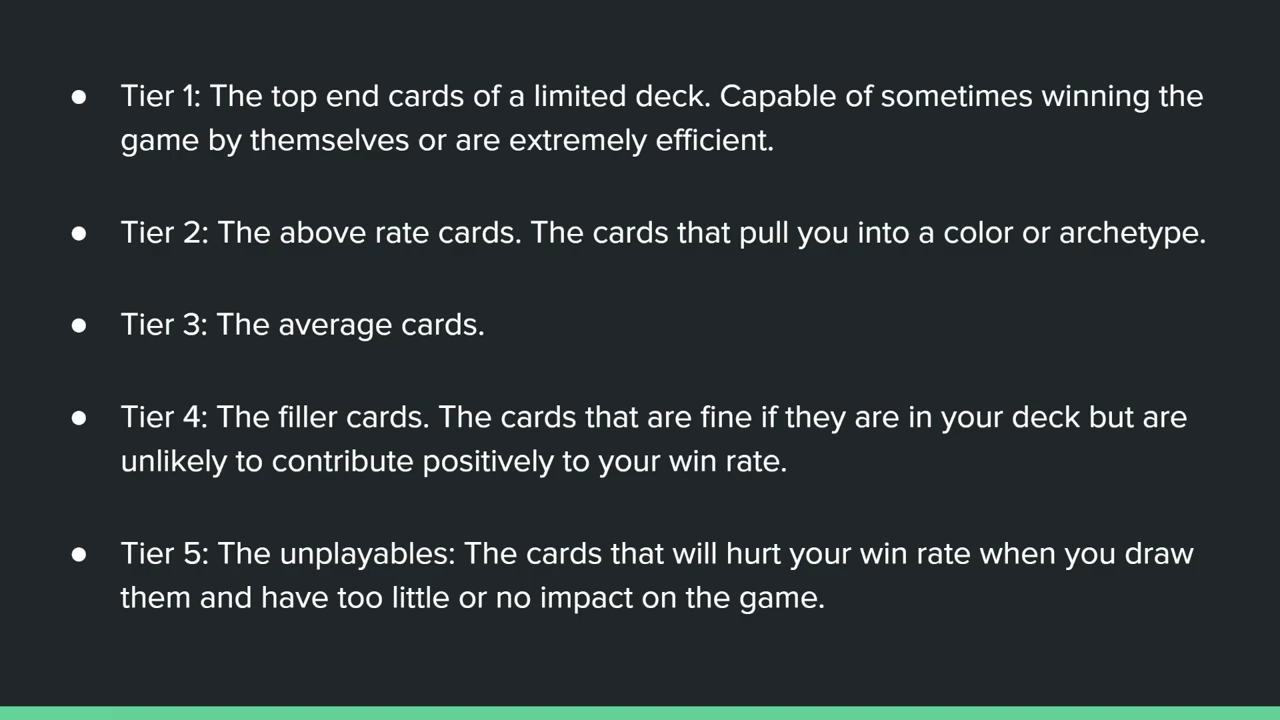 ● Tier 1: The top end cards of a limited deck. Capable of sometimes winning the
game by themselves or are extremely efficient.
● Tier 2: The above rate cards. The cards that pull you into a color or archetype.
● Tier 3: The average cards.
● Tier 4: The filler cards. The cards that are fine if they are in your deck but are
unlikely to contribute positively to your win rate.
● Tier 5: The unplayables: The cards that will hurt your win rate when you draw
them and have too little or no impact on the game.